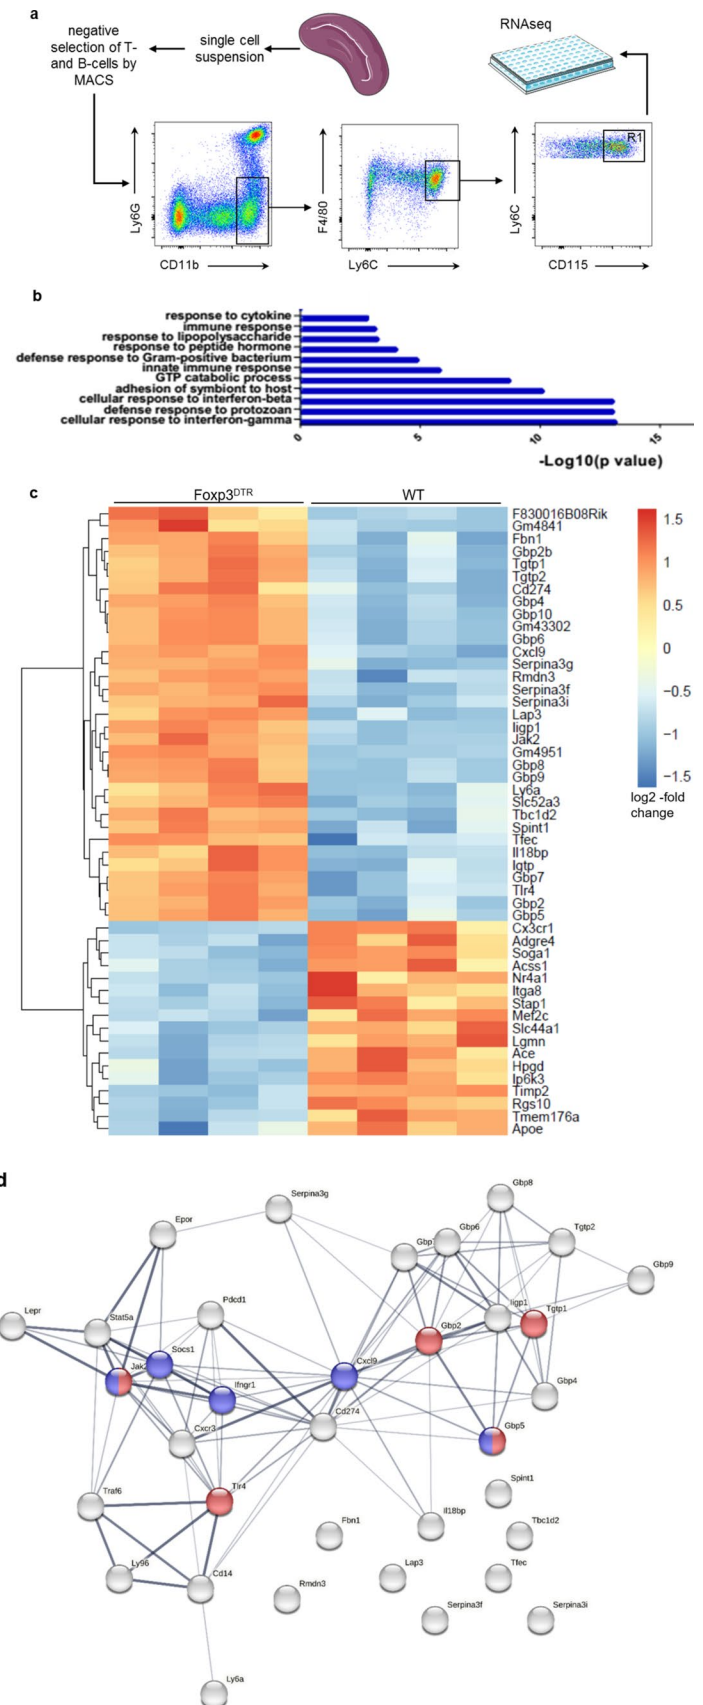 a
negative
selection of T-
and B-cells by
MACS
single cell
suspension
RNAseq
Ly6G
CD11b
F4/80
Ly6C
Ly6C
R1
CD115
b
response to cytokine
immune response
response to lipopolysaccharide
response to peptide hormone
defense response to Gram-positive bacterium
innate immune response
GTP catabolic process
adhesion of symbiont to host
cellular response to interferon-beta
defense response to protozoan
cellular response to interferon-gamma
0
5
10
15
-Log10(p value)
c
Foxp3DTR
WT
F830016B08Rik
Gm4841
Fbn1
Gbp2b
Tgtp1
Tgtp2
Cd274
Gbp4
Gbp10
Gm43302
Gbp6
Cxcl9
Serpina3g
Rmdn3
Serpina3f
Serpina3i
Lap3
Iigp1
Jak2
Gm4951
Gbp8
Gbp9
Ly6a
Slc52a3
Tbc1d2
Spint1
Tfec
Il18bp
Igtp
Gbp7
Tlr4
Gbp2
Gbp5
Cx3cr1
Adgre4
Soga1
Acss1
Nr4a1
Itga8
Stap1
Mef2c
Slc44a1
Lgmn
Ace
Hpgd
Ip6k3
Timp2
Rgs10
Tmem176a
Apoe
1.5
1
0.5
0
−0.5
−1
−1.5
log2 -fold
change
d
Gbp8
Serpina3g
Epor
Gbp6
Tgtp2
Gbp
Gbp9
Pdcd1
Lepr
Stat5a
Iigp1
Tgtp1
Gbp2
Socs1
Jak2
Cxcl9
Ifngr1
Gbp4
Cd274
Cxcr3
Gbp5
Tlr4
Spint1
Traf6
Il18bp
Fbn1
Tbc1d2
Ly96
Cd14
Lap3
Tfec
Rmdn3
Serpina3f
Serpina3i
Ly6a